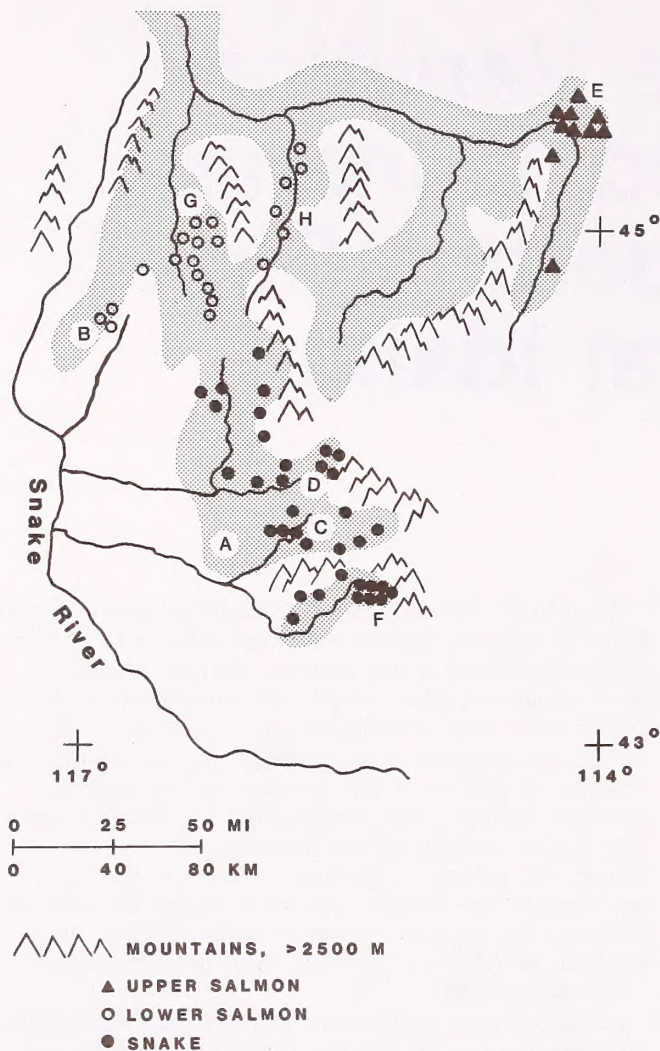 E
G
H
45°
B
D
C
A
F
Snake
River
43°
117°
114°
0 25 50 MI
0 40 80 KM
MOUNTAINS, >2500 M
UPPER SALMON
LOWER SALMON
SNAKE